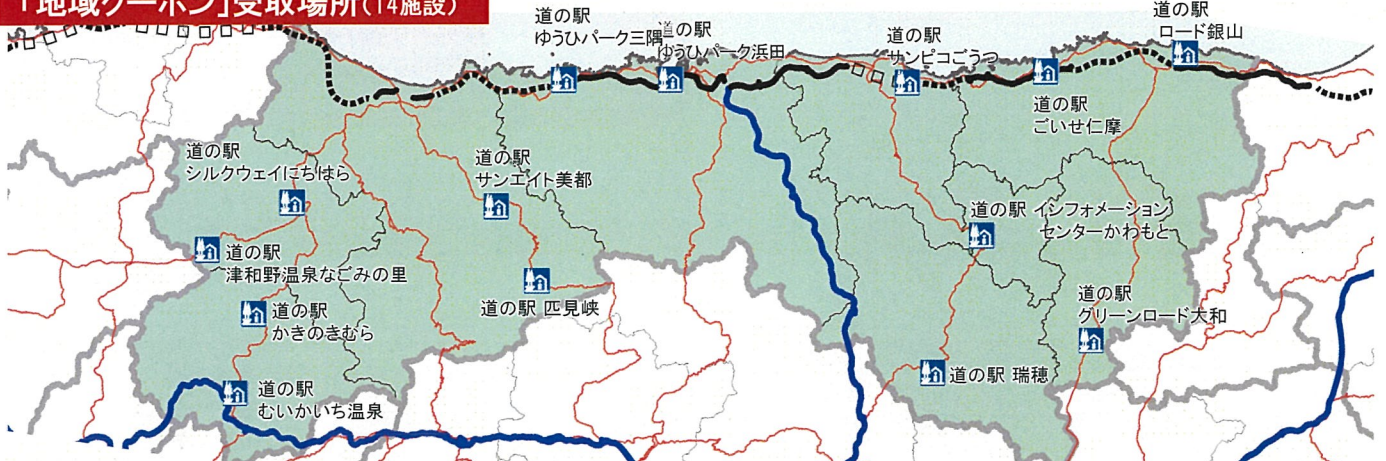 「地域クーポン」受取場所(14施設)
道の駅
ゆうひパーク三隅
道の駅
ゆうひパーク浜田
道の駅
サンピコごうつ
道の駅
ロード銀山
道の駅
ごいせ仁摩
道の駅
シルクウェイにちはら
道の駅
サンエイト美都
道の駅 インフォメーション
センターかわもと
道の駅
津和野温泉なごみの里
道の駅 匹見峡
道の駅
かきのきむら
道の駅
グリーンロード大和
道の駅 瑞穂
道の駅
むいかいち温泉